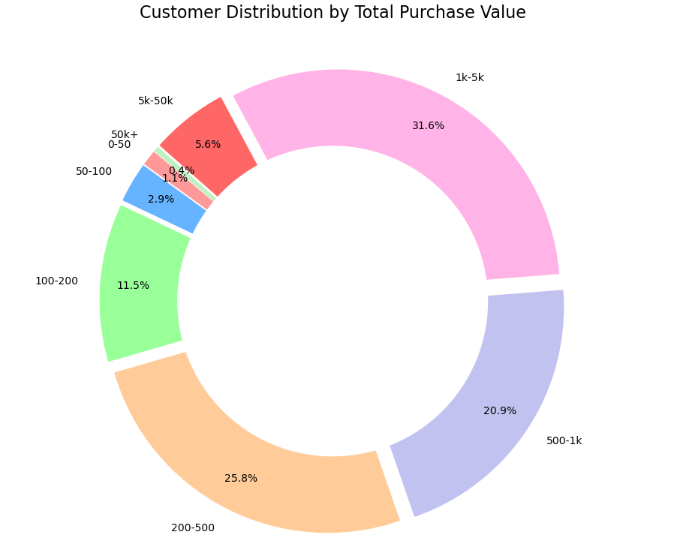 Customer Distribution by Total Purchase Value
1k-5k
31.6%
5k-50k
5.6%
50k+
0.4%
0-50
1.1%
50-100
2.9%
100-200
11.5%
200-500
25.8%
500-1k
20.9%